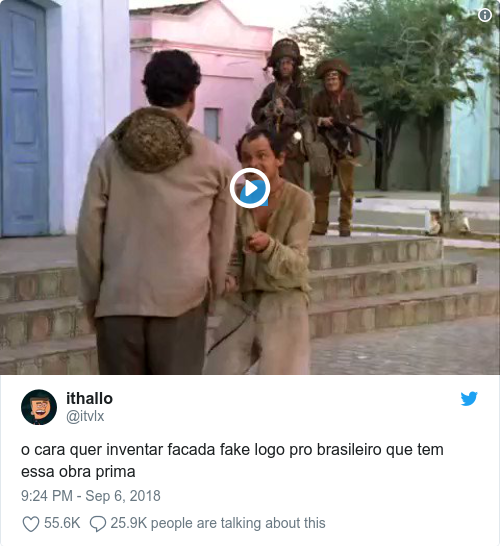 ithallo
@itvlx
o cara quer inventar facada fake logo pro brasileiro que tem
essa obra prima
9:24 PM - Sep 6, 2018
55.6K 25.9K people are talking about this